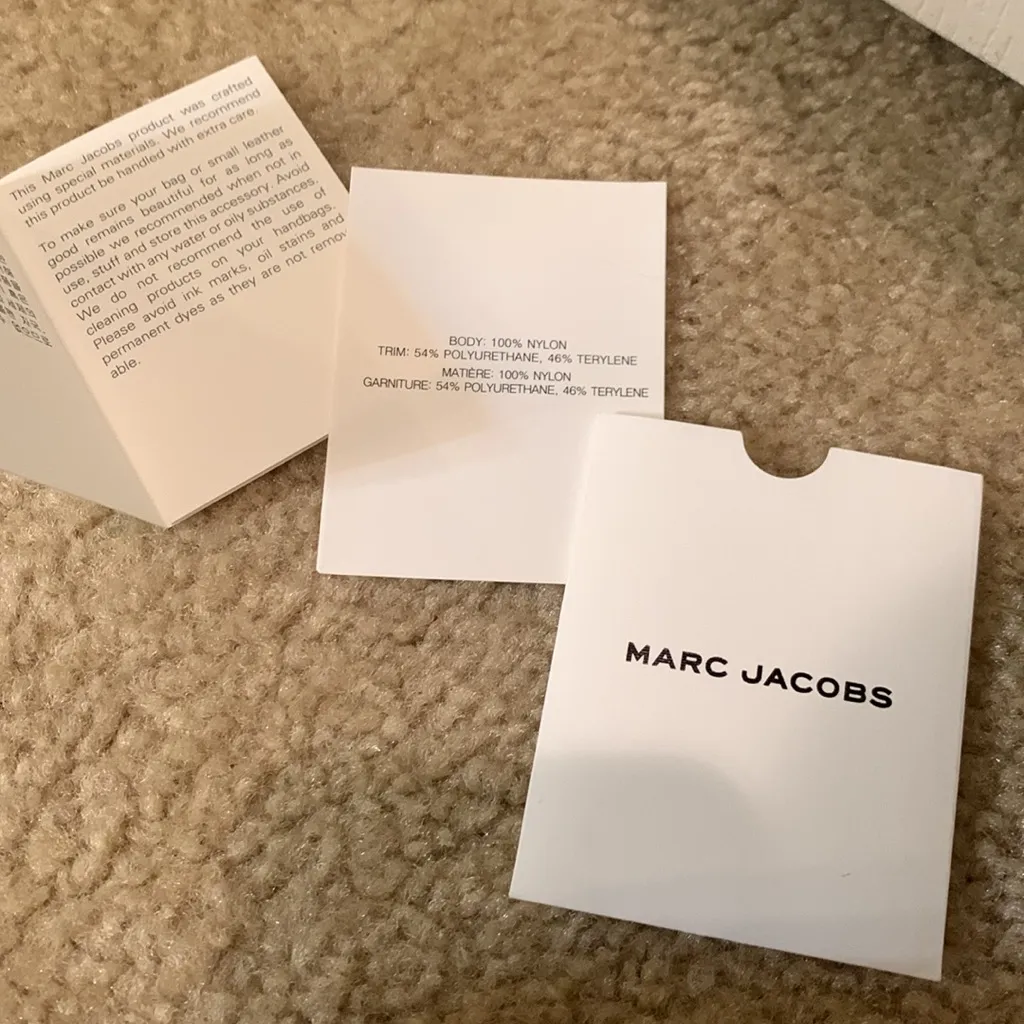 This Marc Jacobs product was crafted
using special materials. We recommend
this product be handled with extra care.
To make sure your bag or small leather
good remains beautiful for as long as
possible we recommended when not in
use, stuff and store this accessory. Avoid
contact with any water or oily substances.
We do not recommend the use of
cleaning products on your handbags.
Please avoid ink marks, oil stains and
permanent dyes as they are not remov
able.
BODY: 100% NYLON
TRIM: 54% POLYURETHANE, 46% TERYLENE
MATIÈRE: 100% NYLON
GARNITURE: 54% POLYURETHANE, 46% TERYLENE
MARC JACOBS